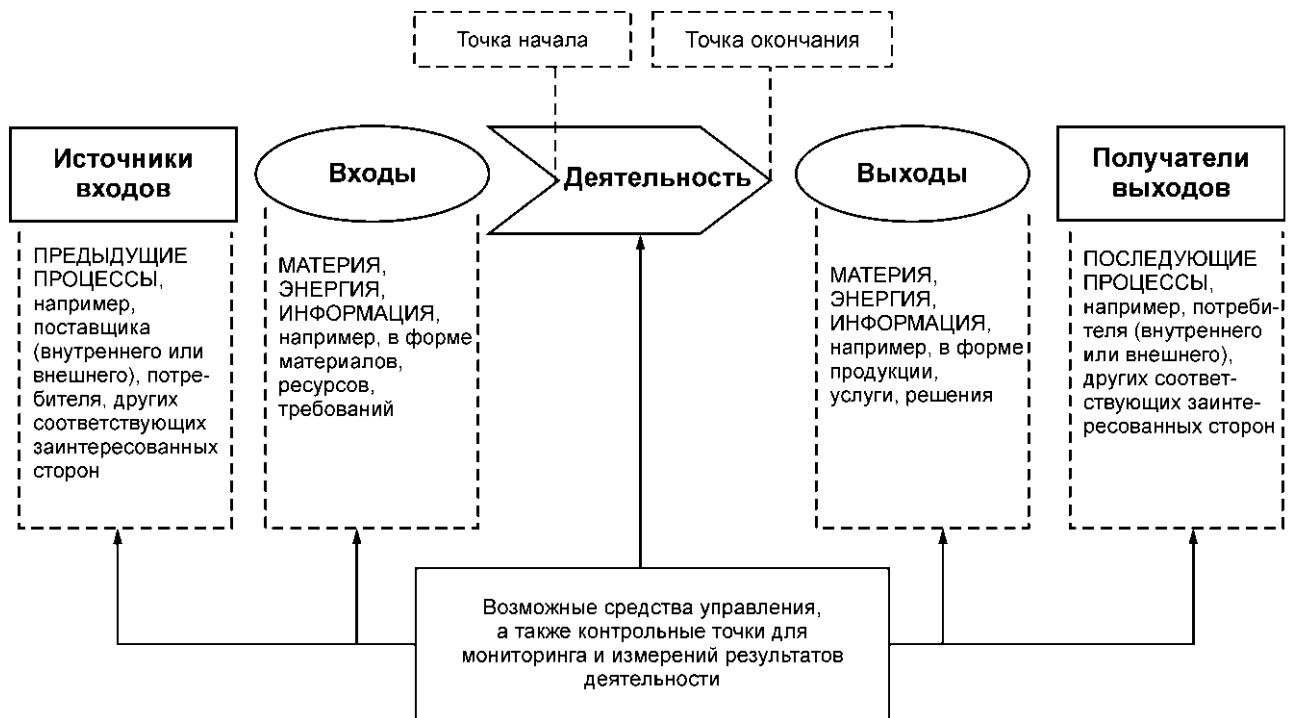 Точка начала
Точка окончания
Источники
входов
Входы
Деятельность
Выходы
Получатели
выходов
ПРЕДЫДУЩИЕ
ПРОЦЕССЫ,
например,
поставщика
(внутреннего или
внешнего), потре-
бителя, других
соответствующих
заинтересованных
сторон
МАТЕРИЯ,
ЭНЕРГИЯ,
ИНФОРМАЦИЯ,
например, в форме
материалов,
ресурсов,
требований
МАТЕРИЯ,
ЭНЕРГИЯ,
ИНФОРМАЦИЯ,
например, в форме
продукции,
услуги, решения
ПОСЛЕДУЮЩИЕ
ПРОЦЕССЫ,
например, потреби-
теля (внутреннего
или внешнего),
других соответ-
ствующих заинте-
ресованных сторон
Возможные средства управления,
а также контрольные точки для
мониторинга и измерений результатов
деятельности